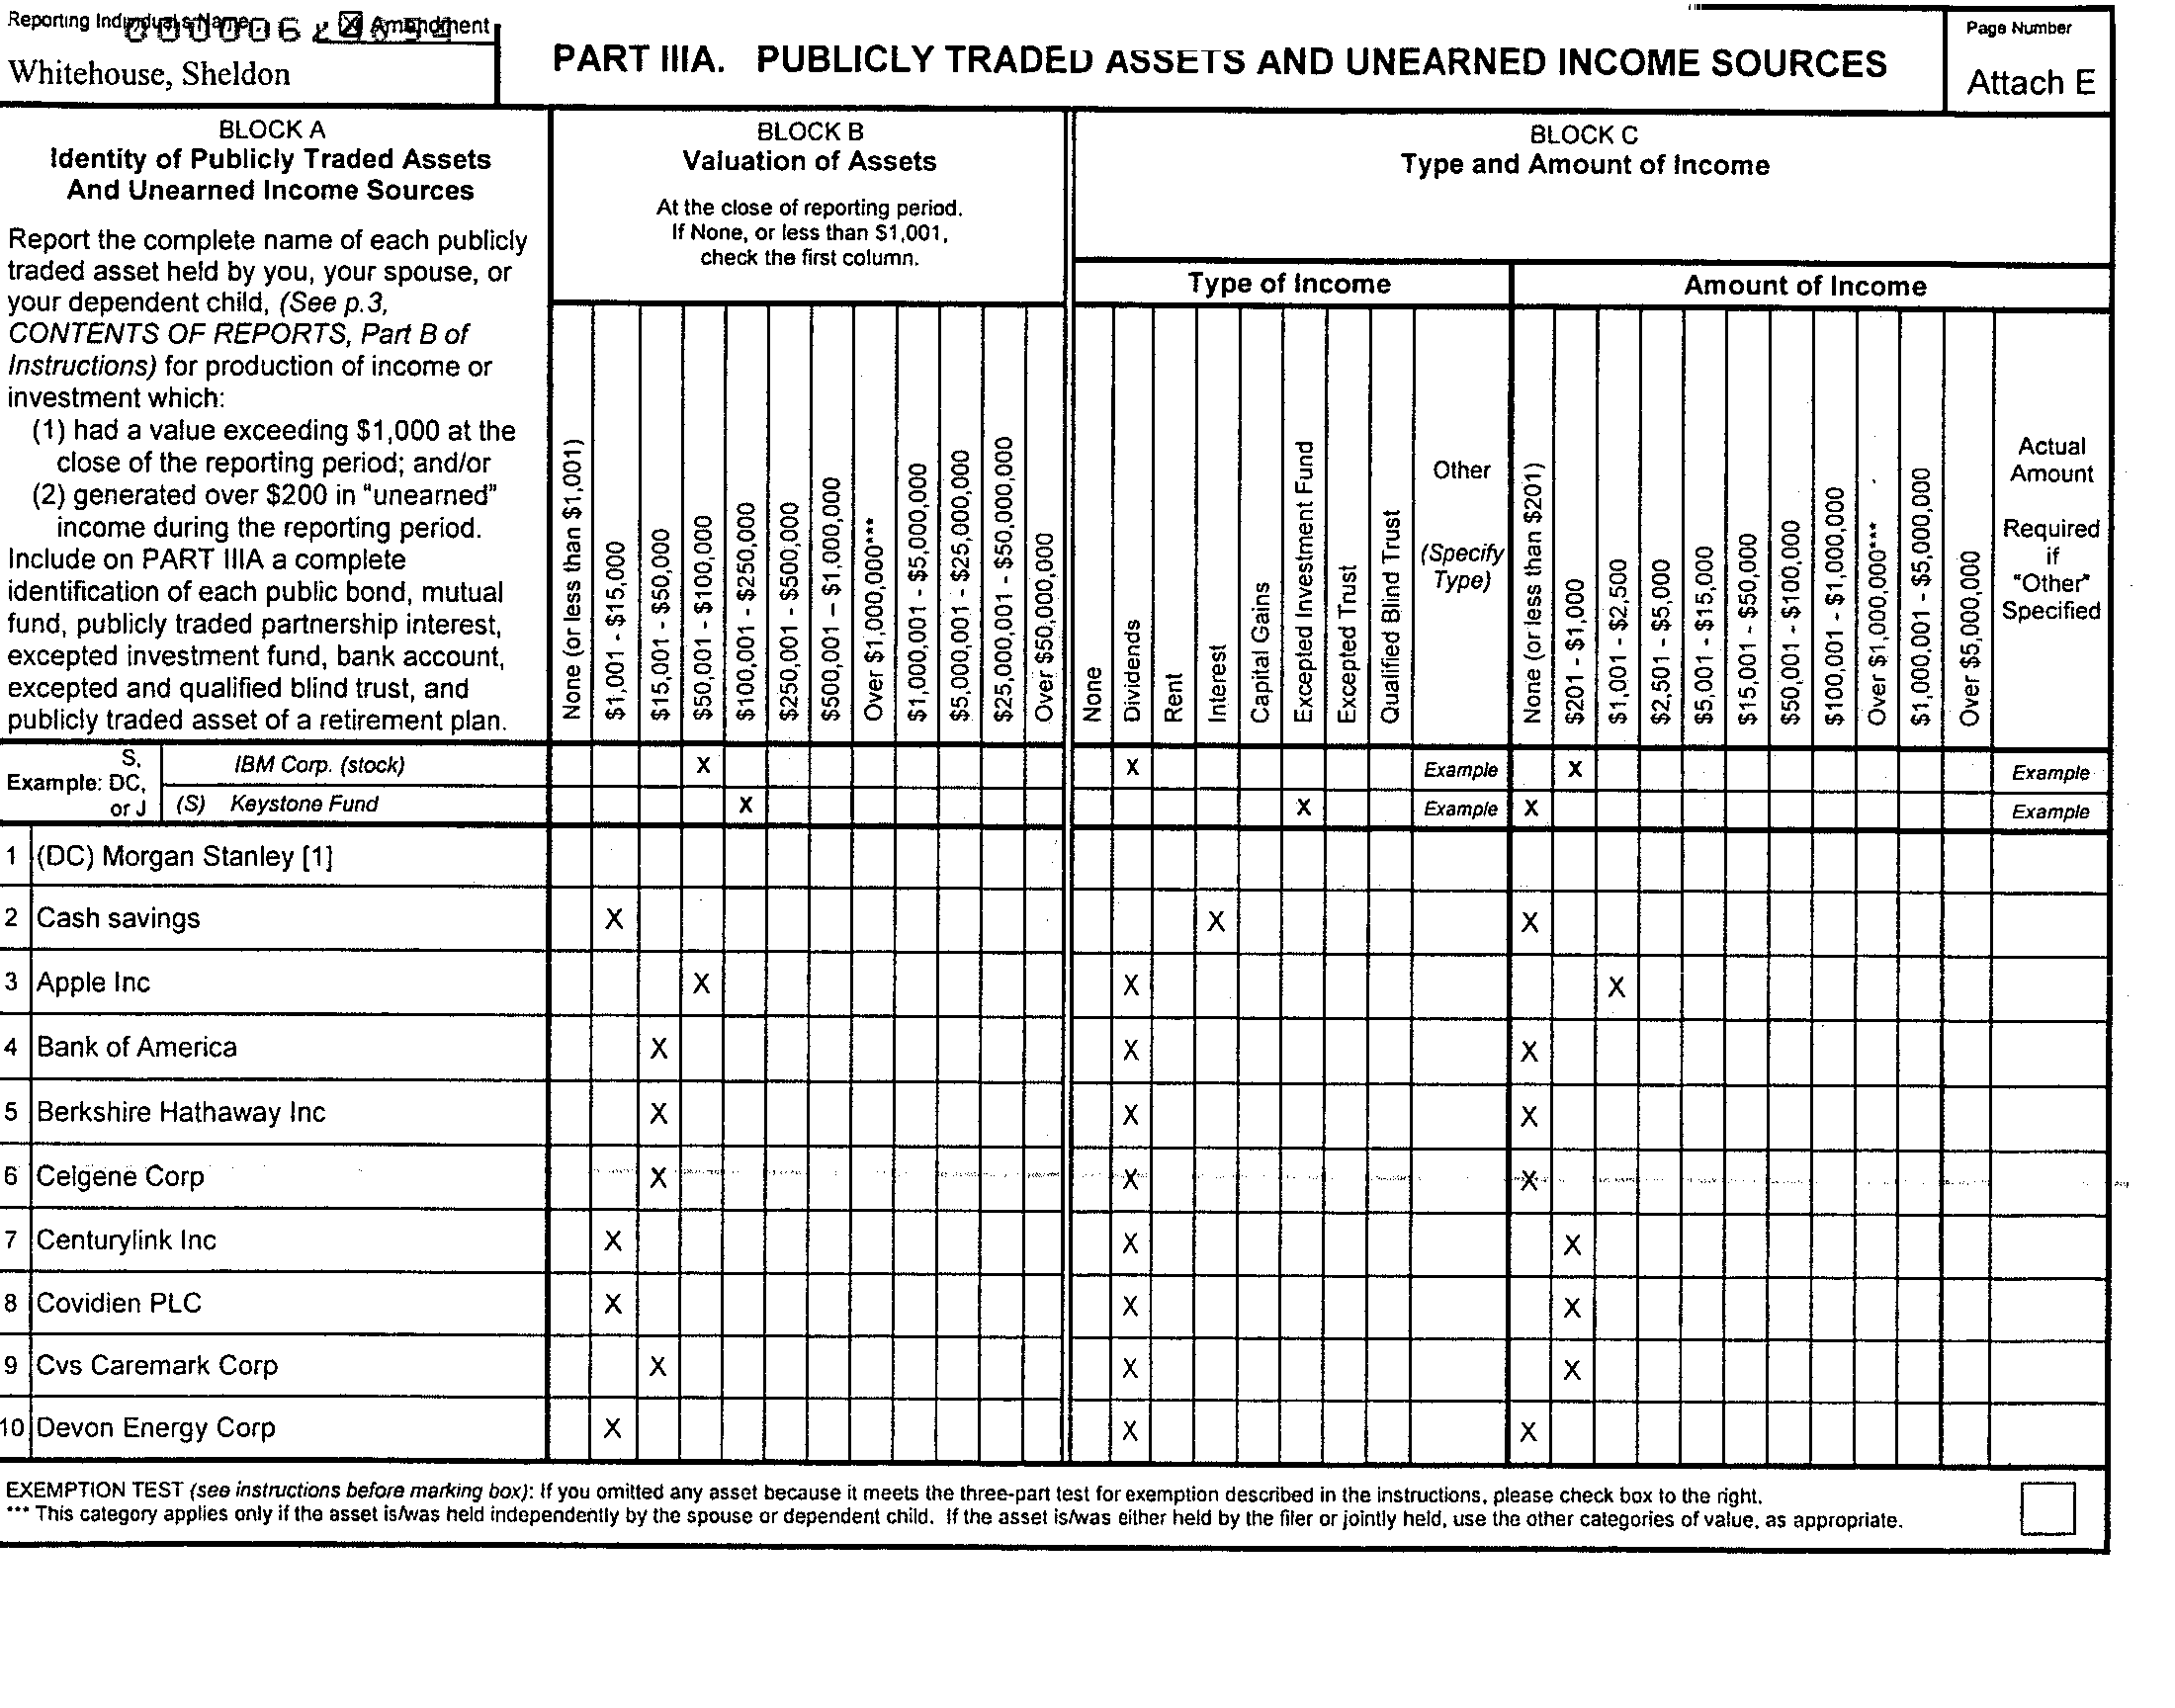 Reporting Individual's Name
Amendment
Whitehouse, Sheldon
PART IIIA. PUBLICLY TRADED ASSETS AND UNEARNED INCOME SOURCES
Page Number
Attach E
BLOCK A
Identity of Publicly Traded Assets
And Unearned Income Sources
Report the complete name of each publicly
traded asset held by you, your spouse, or
your dependent child, (See p.3,
CONTENTS OF REPORTS, Part B of
Instructions) for production of income or
investment which:
(1) had a value exceeding $1,000 at the
close of the reporting period; and/or
(2) generated over $200 in "unearned"
income during the reporting period.
Include on PART IIIA a complete
identification of each public bond, mutual
fund, publicly traded partnership interest,
excepted investment fund, bank account,
excepted and qualified blind trust, and
publicly traded asset of a retirement plan.
BLOCK B
Valuation of Assets
At the close of reporting period.
If None, or less than $1,001,
check the first column.
None (or less than $1,001)
$1,001 - $15,000
$15,001 - $50,000
$50,001 - $100,000
$100,001 - $250,000
$250,001 - $500,000
$500,001 – $1,000,000
Over $1,000,000***
$1,000,001 - $5,000,000
$5,000,001 - $25,000,000
$25,000,001 - $50,000,000
Over $50,000,000
BLOCK C
Type and Amount of Income
Type of Income
None
Dividends
Rent
Interest
Capital Gains
Excepted Investment Fund
Excepted Trust
Qualified Blind Trust
Other
(Specify
Type)
Amount of Income
None (or less than $201)
$201 - $1,000
$1,001 - $2,500
$2,501 - $5,000
$5,001 - $15,000
$15,001 - $50,000
$50,001 - $100,000
$100,001 - $1,000,000
Over $1,000,000***
$1,000,001 - $5,000,000
Over $5,000,000
Actual
Amount
Required
if
"Other"
Specified
Example: S, DC, or J
IBM Corp. (stock) X X Example X Example
(S) Keystone Fund X X Example X Example
1 (DC) Morgan Stanley [1]
2 Cash savings X X X
3 Apple Inc X X X
4 Bank of America X X X
5 Berkshire Hathaway Inc X X X
6 Celgene Corp X X X
7 Centurylink Inc X X X
8 Covidien PLC X X X
9 Cvs Caremark Corp X X X
10 Devon Energy Corp X X X
EXEMPTION TEST (see instructions before marking box): If you omitted any asset because it meets the three-part test for exemption described in the instructions, please check box to the right.
*** This category applies only if the asset is/was held independently by the spouse or dependent child. If the asset is/was either held by the filer or jointly held, use the other categories of value, as appropriate.